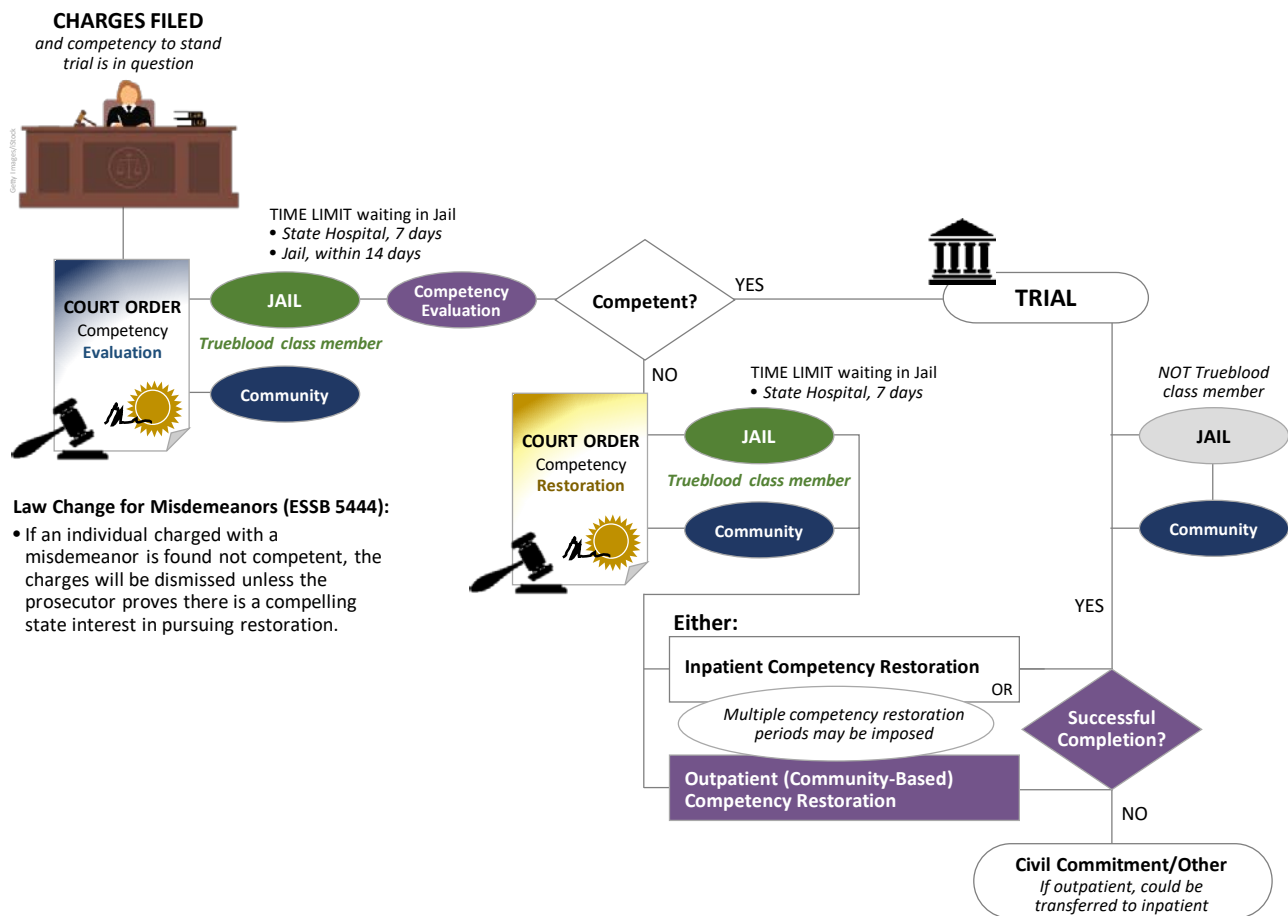 CHARGES FILED
and competency to stand
trial is in question
Getty Images/iStock
LAW
TIME LIMIT waiting in Jail
• State Hospital, 7 days
• Jail, within 14 days
COURT ORDER
Competency
Evaluation
JAIL
Trueblood class member
Community
Competency
Evaluation
Competent?
YES
TRIAL
NO
TIME LIMIT waiting in Jail
• State Hospital, 7 days
COURT ORDER
Competency
Restoration
JAIL
Trueblood class member
Community
NOT Trueblood
class member
JAIL
Community
Law Change for Misdemeanors (ESSB 5444):
• If an individual charged with a
misdemeanor is found not competent, the
charges will be dismissed unless the
prosecutor proves there is a compelling
state interest in pursuing restoration.
Either:
Inpatient Competency Restoration
OR
Multiple competency restoration
periods may be imposed
Outpatient (Community-Based)
Competency Restoration
YES
Successful
Completion?
NO
Civil Commitment/Other
If outpatient, could be
transferred to inpatient